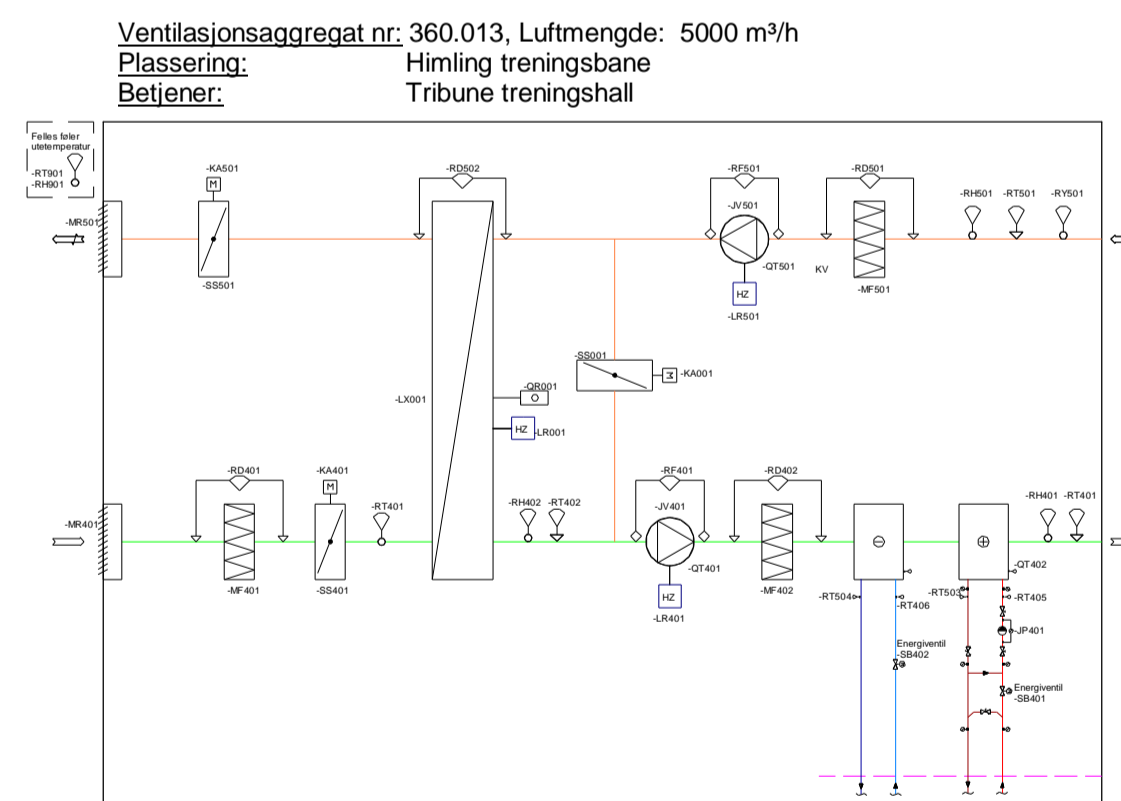 Ventilasjonsaggregat nr: 360.013, Luftmengde: 5000 m³/h
Plassering: Himling treningsbane
Betjener: Tribune treningshall
Felles føler
utetemperatur
-RT901
-RH901
-KA501
M
-RD502
-RF501
-RD501
-MR501
-JV501
-RH501
-RT501
-RY501
-QT501
KV
-SS501
-MF501
HZ
-LR501
-SS001
M
-KA001
-QR001
-LX001
HZ
-LR001
-RD401
-KA401
M
-RF401
-RD402
-RT401
-RH402
-RT402
-JV401
-RH401
-RT401
-MR401
-QT401
-QT402
-MF401
-SS401
HZ
-MF402
-RT504
-RT406
-RT503
-RT405
-LR401
-JP401
Energiventil
-SB402
Energiventil
-SB401